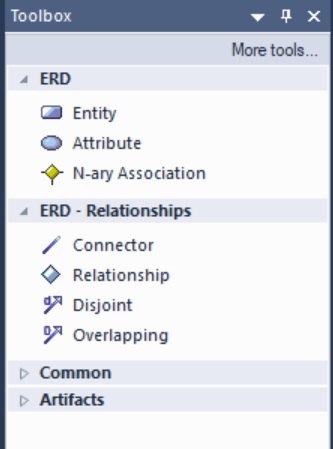 Toolbox
More tools...
ERD
Entity
Attribute
N-ary Association
ERD - Relationships
Connector
Relationship
Disjoint
Overlapping
Common
Artifacts